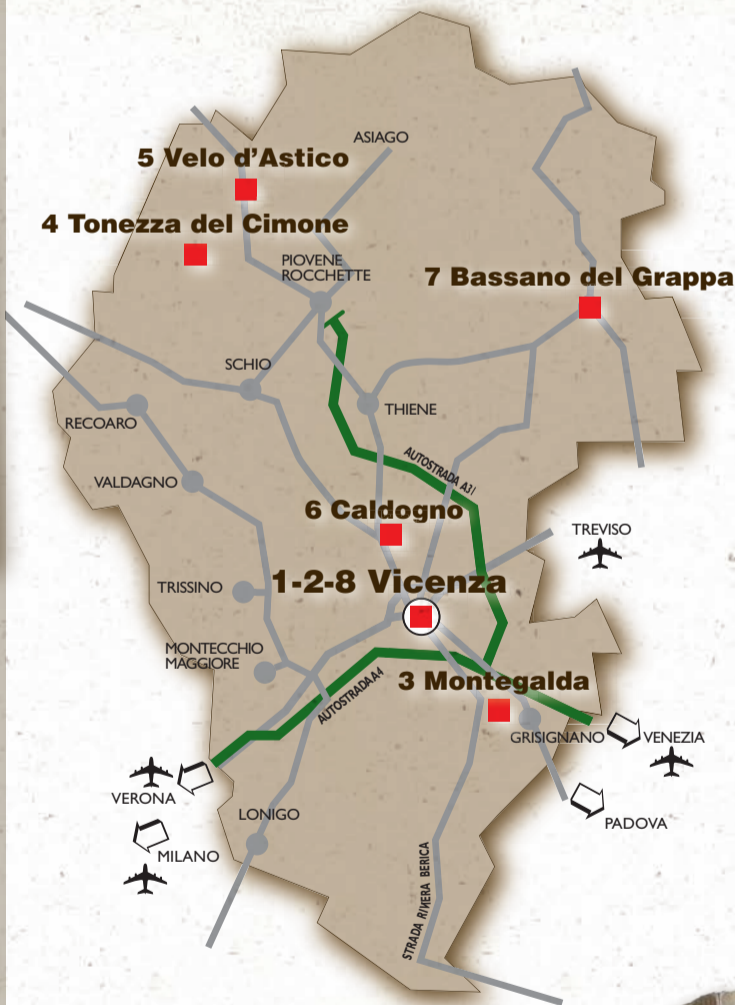 ASIAGO
5 Velo d'Astico
4 Tonezza del Cimone
PIOVENE
ROCCHETTE
7 Bassano del Grappa
SCHIO
THIENE
RECOARO
AUTOSTRADA A31
VALDAGNO
6 Caldogno
TREVISO
1-2-8 Vicenza
TRISSINO
MONTECCHIO
MAGGIORE
3 Montegalda
AUTOSTRADA A4
GRISIGNANO
VENEZIA
VERONA
PADOVA
LONIGO
MILANO
STRADA RIVIERA BERICA